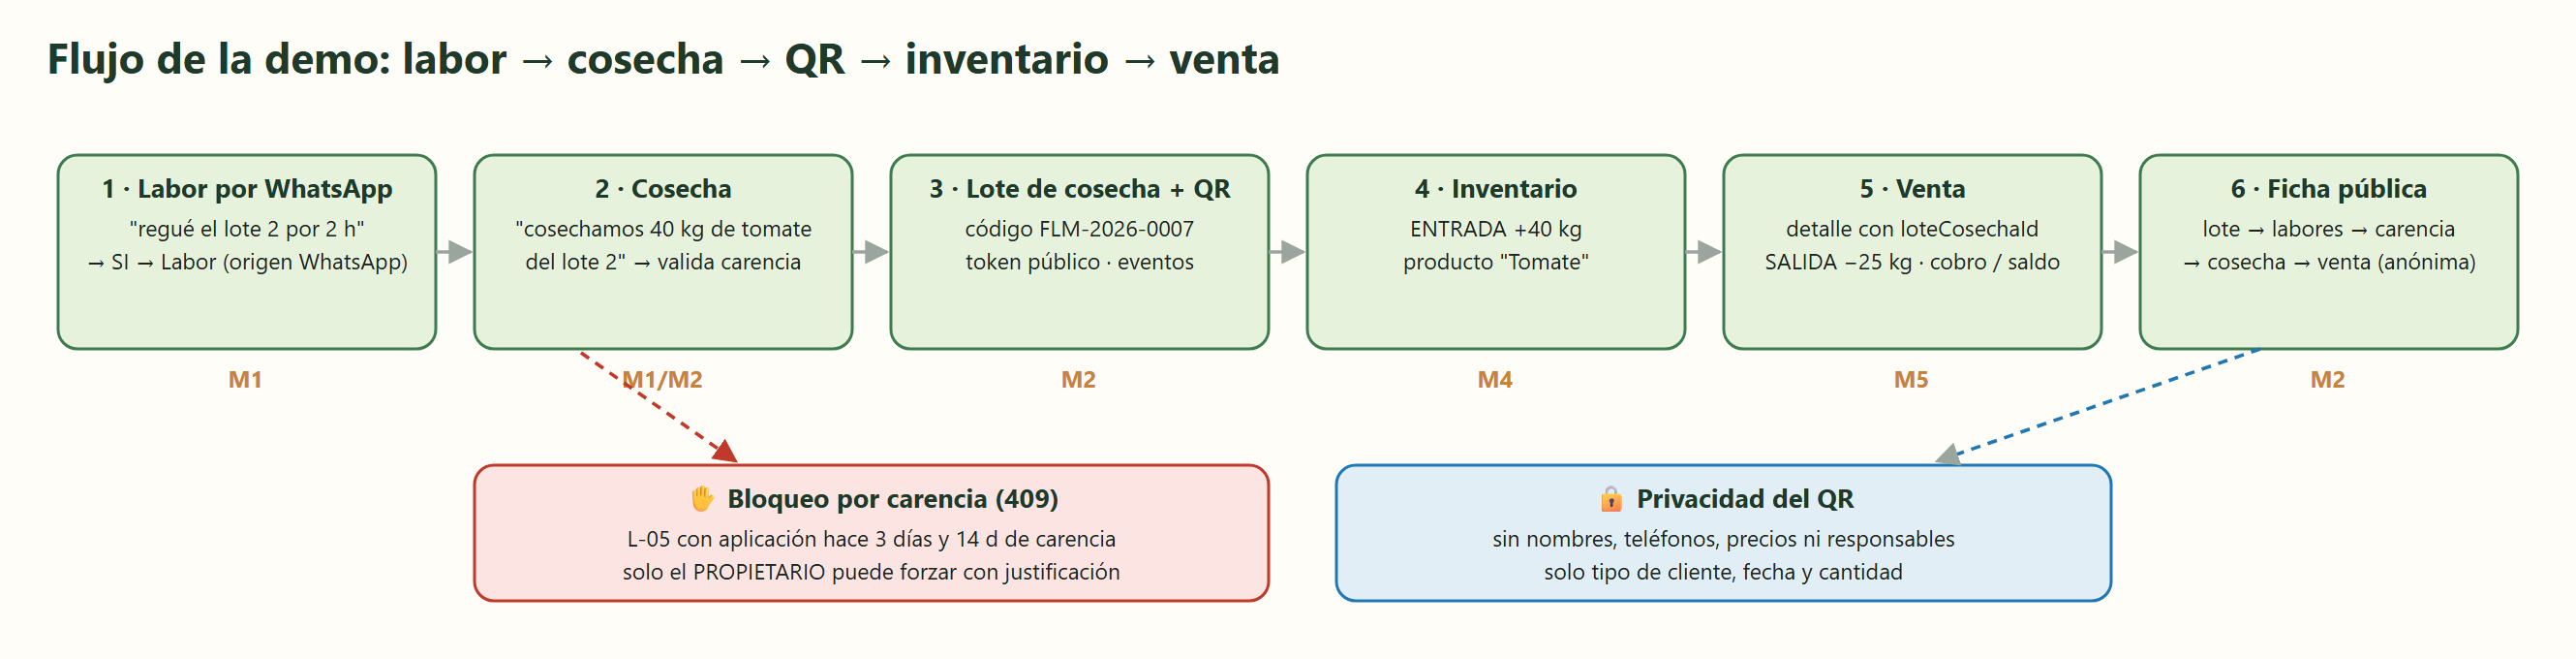 Flujo de la demo: labor → cosecha → QR → inventario → venta
1 · Labor por WhatsApp
"regué el lote 2 por 2 h"
→ SI → Labor (origen WhatsApp)
M1
2 · Cosecha
"cosechamos 40 kg de tomate
del lote 2" → valida carencia
M1/M2
3 · Lote de cosecha + QR
código FLM-2026-0007
token público · eventos
M2
4 · Inventario
ENTRADA +40 kg
producto "Tomate"
M4
5 · Venta
detalle con loteCosechaId
SALIDA −25 kg · cobro / saldo
M5
6 · Ficha pública
lote → labores → carencia
→ cosecha → venta (anónima)
M2
✋ Bloqueo por carencia (409)
L-05 con aplicación hace 3 días y 14 d de carencia
solo el PROPIETARIO puede forzar con justificación
🔒 Privacidad del QR
sin nombres, teléfonos, precios ni responsables
solo tipo de cliente, fecha y cantidad